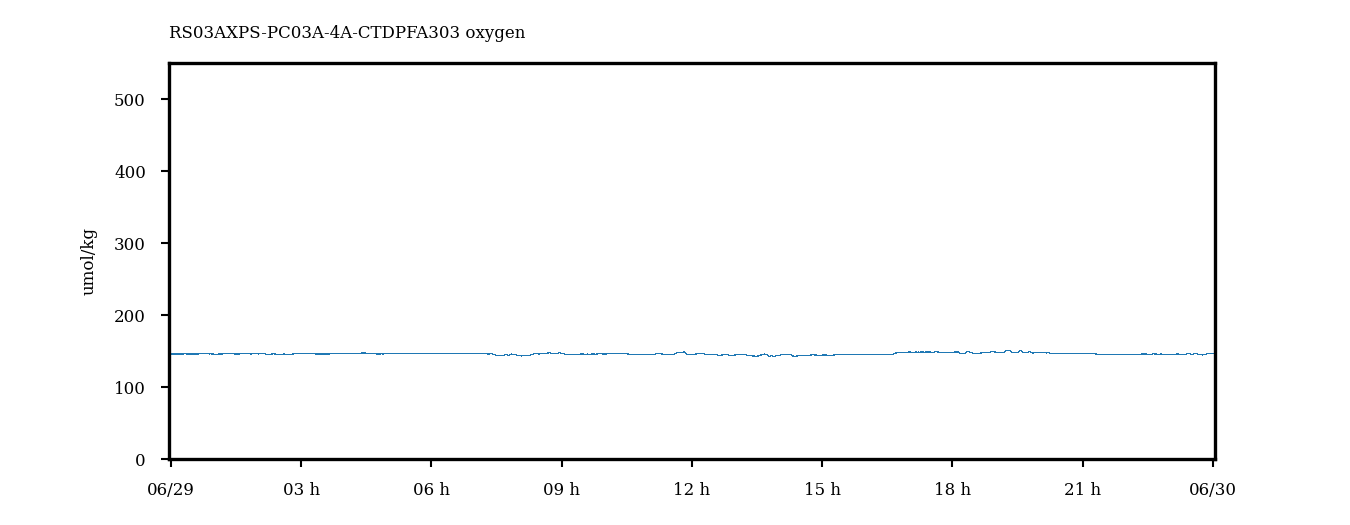 RS03AXPS-PC03A-4A-CTDPFA303 oxygen
500
400
300
200
100
0
umol/kg
06/29
03 h
06 h
09 h
12 h
15 h
18 h
21 h
06/30